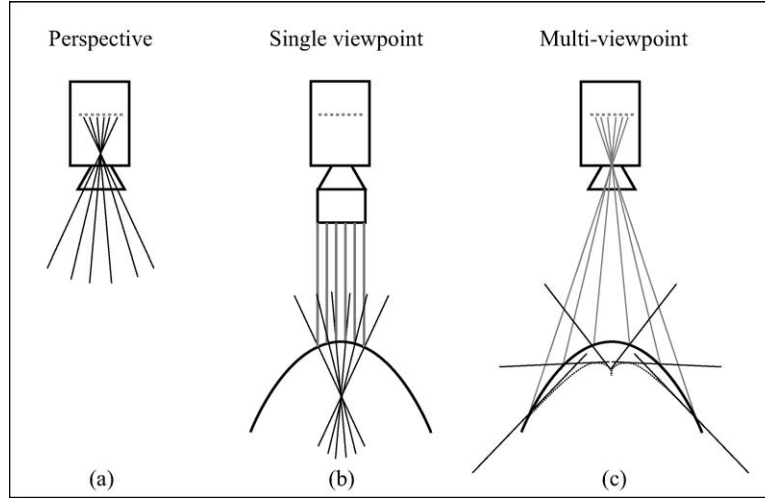 Perspective
Single viewpoint
Multi-viewpoint
(a)
(b)
(c)